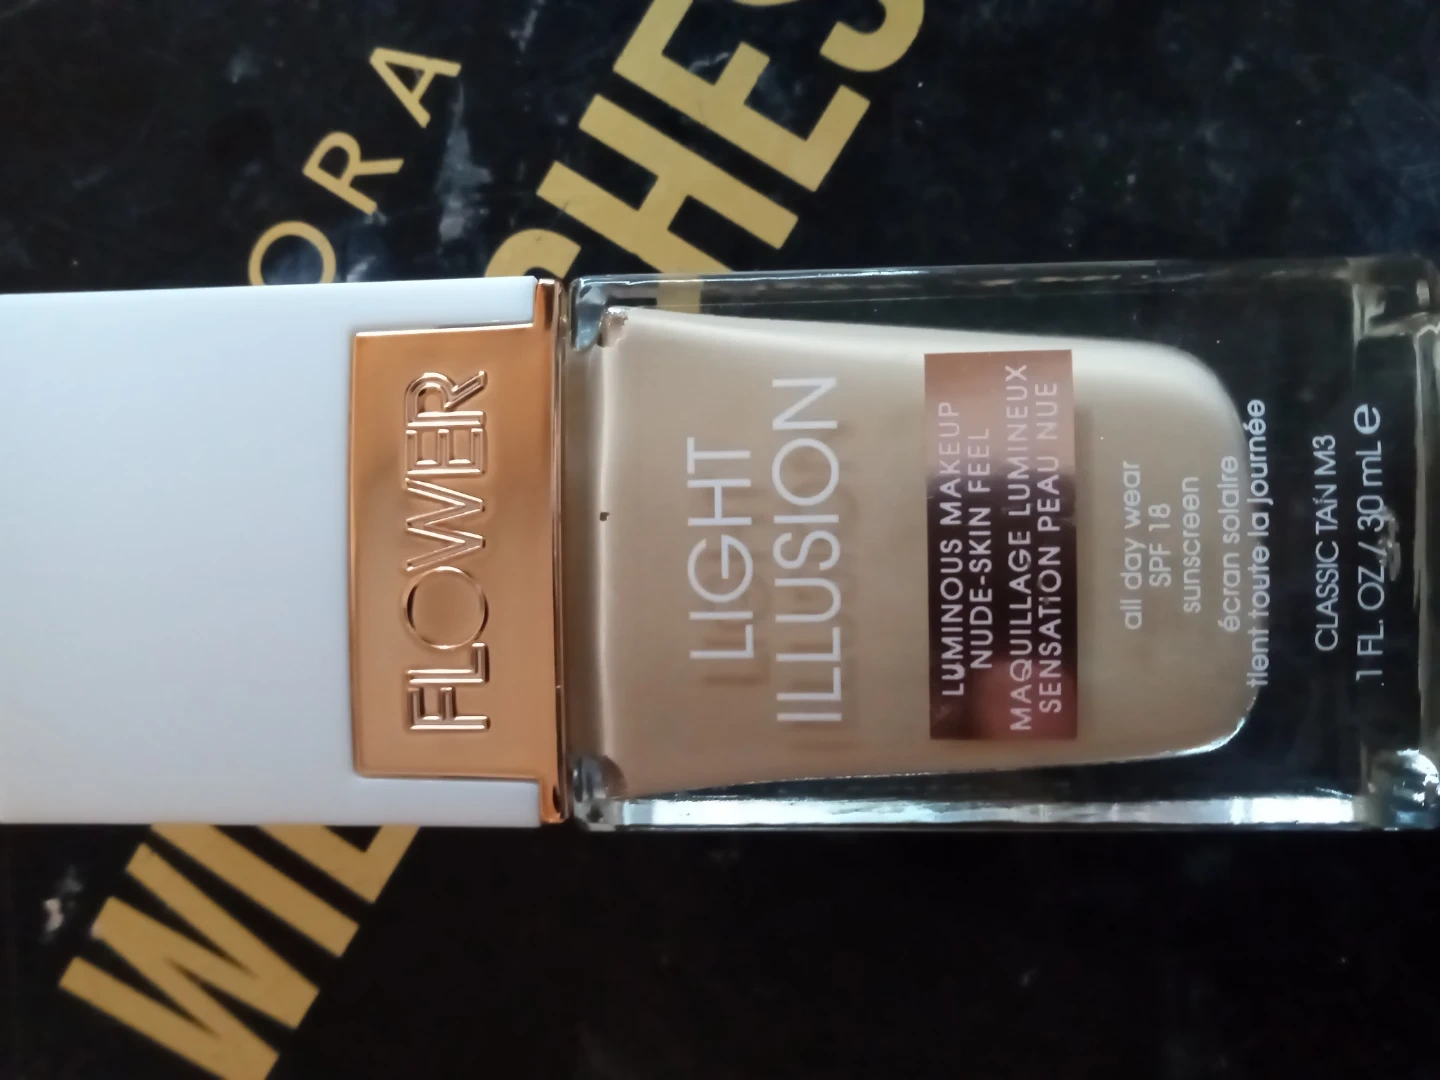 FLOWER
LIGHT
ILLUSION
LUMINOUS MAKEUP
NUDE-SKIN FEEL
MAQUILLAGE LUMINEUX
SENSATION PEAU NUE
all day wear
SPF 18
sunscreen
écran solaire
tient toute la journée
CLASSIC TAN M3
1 FL. OZ / 30 mL e
ORA